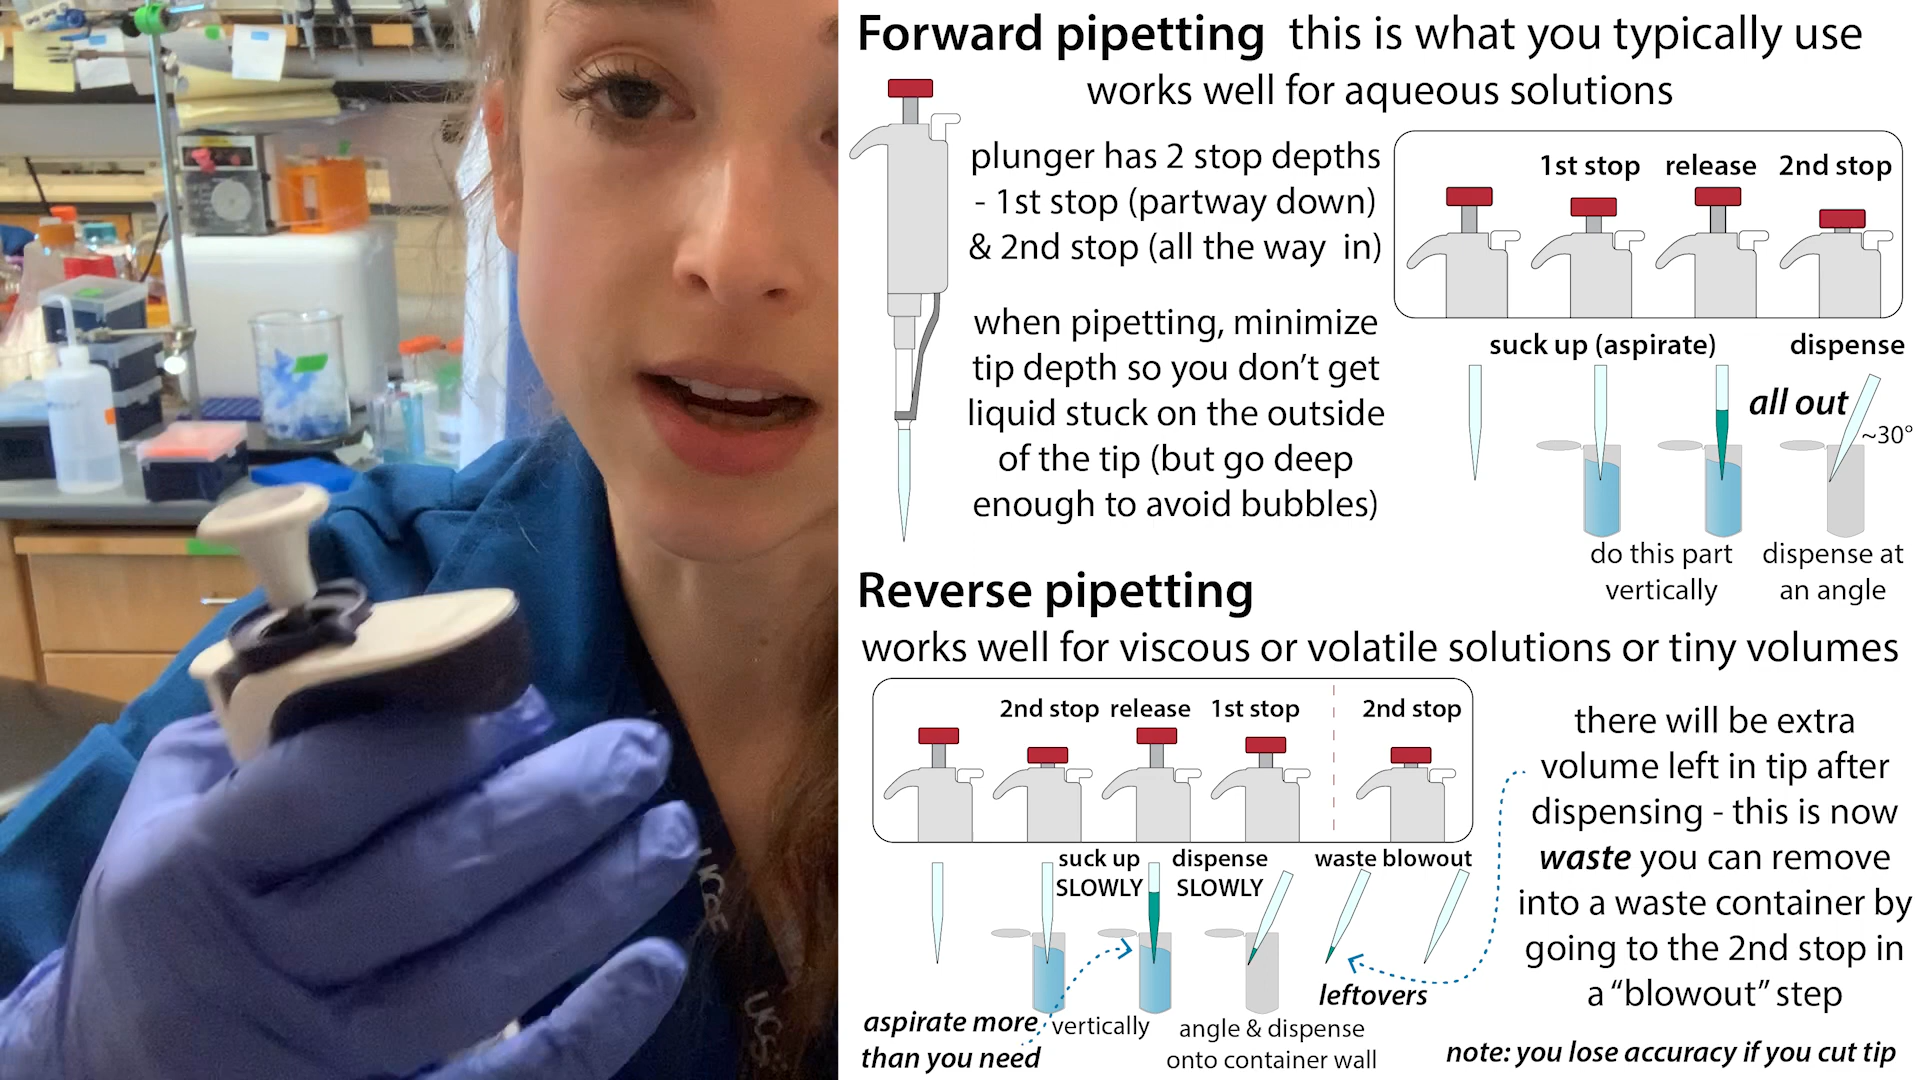 Forward pipetting this is what you typically use
works well for aqueous solutions
plunger has 2 stop depths
- 1st stop (partway down)
& 2nd stop (all the way in)
when pipetting, minimize
tip depth so you don't get
liquid stuck on the outside
of the tip (but go deep
enough to avoid bubbles)
1st stop release 2nd stop
suck up (aspirate) dispense
all out
~30°
do this part
vertically
dispense at
an angle
Reverse pipetting
works well for viscous or volatile solutions or tiny volumes
2nd stop release 1st stop 2nd stop
suck up
SLOWLY
dispense
SLOWLY
waste blowout
leftovers
aspirate more
than you need
vertically
angle & dispense
onto container wall
there will be extra
volume left in tip after
dispensing - this is now
waste you can remove
into a waste container by
going to the 2nd stop in
a "blowout" step
note: you lose accuracy if you cut tip